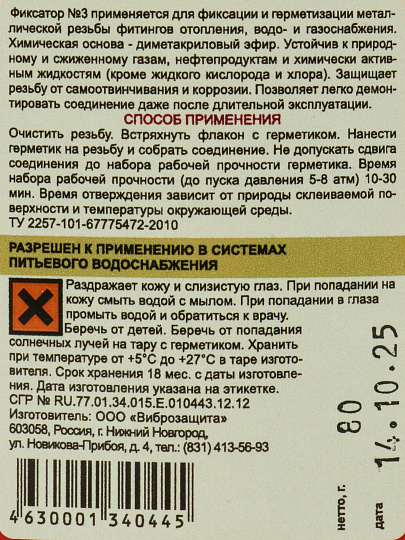 Фиксатор №3 применяется для фиксации и герметизации метал-
лической резьбы фитингов отопления, водо- и газоснабжения.
Химическая основа - диметакриловый эфир. Устойчив к природ-
ному и сжиженному газам, нефтепродуктам и химически актив-
ным жидкостям (кроме жидкого кислорода и хлора). Защищает
резьбу от самоотвинчивания и коррозии. Позволяет легко демон-
тировать соединение даже после длительной эксплуатации.
СПОСОБ ПРИМЕНЕНИЯ
Очистить резьбу. Встряхнуть флакон с герметиком. Нанести
герметик на резьбу и собрать соединение. Не допускать сдвига
соединения до набора рабочей прочности герметика. Время
набора рабочей прочности (до пуска давления 5-8 атм) 10-30
мин. Время отверждения зависит от природы склеиваемой по-
верхности и температуры окружающей среды.
ТУ 2257-101-67775472-2010
РАЗРЕШЕН К ПРИМЕНЕНИЮ В СИСТЕМАХ
ПИТЬЕВОГО ВОДОСНАБЖЕНИЯ
Раздражает кожу и слизистую глаз. При попадании на
кожу смыть водой с мылом. При попадании в глаза
промыть водой и обратиться к врачу.
Беречь от детей. Беречь от попадания
солнечных лучей на тару с герметиком. Хранить
при температуре от +5°С до +27°С в таре изгото-
вителя. Срок хранения 18 мес. с даты изготовле-
ния. Дата изготовления указана на этикетке.
СГР № RU.77.01.34.015.Е.010443.12.12
Изготовитель: ООО «Виброзащита»
603058, Россия, г. Нижний Новгород,
ул. Новикова-Прибоя, д. 4, тел.: (831) 413-56-93
4 630001 340445
нетто, г. 80
дата 14.10.25